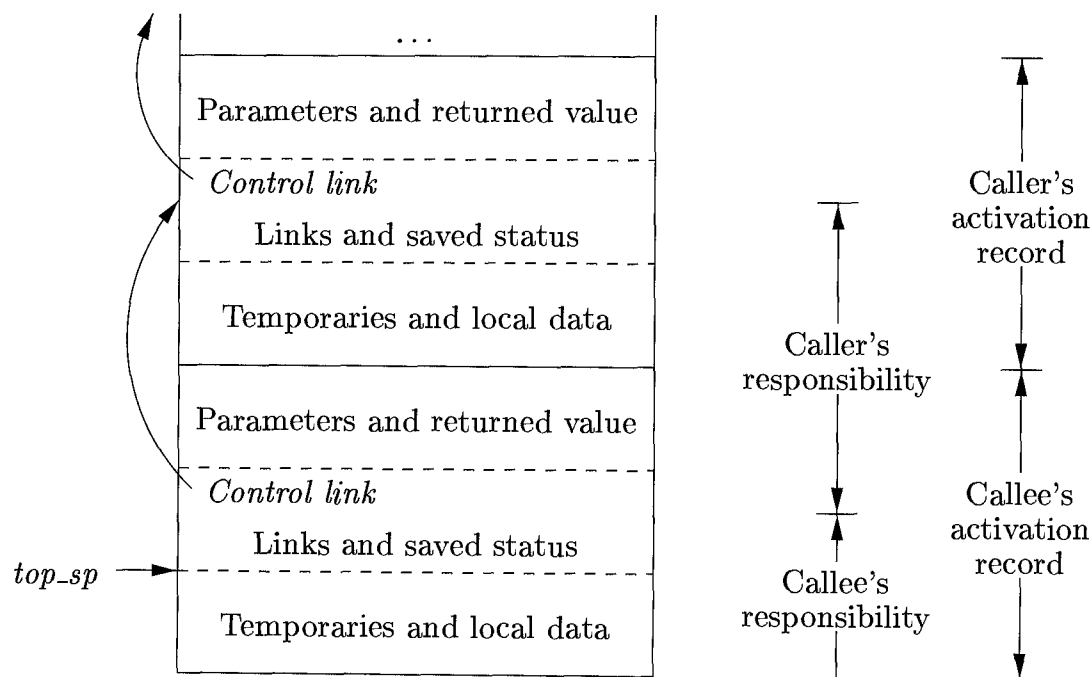 ...
Parameters and returned value
Control link
Links and saved status
Temporaries and local data
Parameters and returned value
Control link
Links and saved status
top_sp
Temporaries and local data
Caller's
responsibility
Callee's
responsibility
Caller's
activation
record
Callee's
activation
record